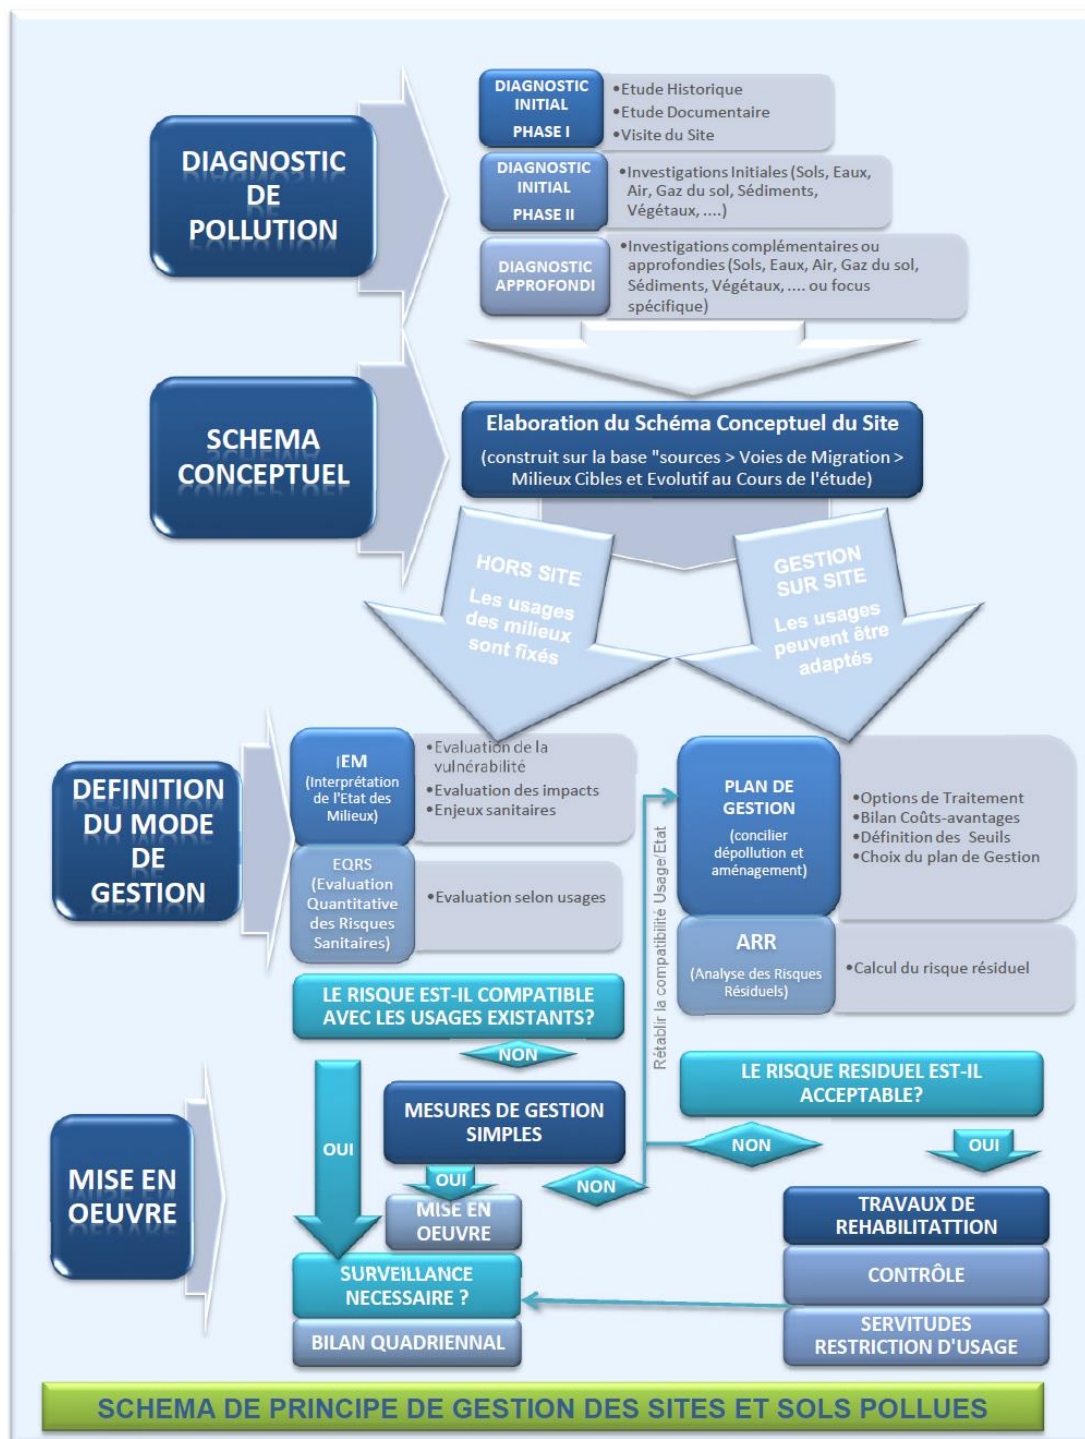 DIAGNOSTIC
DE
POLLUTION
DIAGNOSTIC
INITIAL
PHASE I
•Etude Historique
•Etude Documentaire
•Visite du Site
DIAGNOSTIC
INITIAL
PHASE II
•Investigations Initiales (Sols, Eaux,
Air, Gaz du sol, Sédiments,
Végétaux, ....)
DIAGNOSTIC
APPROFONDI
•Investigations complémentaires ou
approfondies (Sols, Eaux, Air, Gaz du sol,
Sédiments, Végétaux, .... ou focus
spécifique)
SCHEMA
CONCEPTUEL
Elaboration du Schéma Conceptuel du Site
(construit sur la base "sources > Voies de Migration >
Milieux Cibles et Evolutif au Cours de l'étude)
HORS SITE
Les usages
des milieux
sont fixés
GESTION
SUR SITE
Les usages
peuvent être
adaptés
DEFINITION
DU MODE
DE
GESTION
IEM
(Interprétation
de l'Etat des
Milieux)
•Evaluation de la
vulnérabilité
•Evaluation des impacts
•Enjeux sanitaires
EQRS
(Evaluation
Quantitative
des Risques
Sanitaires)
•Evaluation selon usages
Rétablir la compatibilité Usage/Etat
PLAN DE
GESTION
(concilier
dépollution et
aménagement)
•Options de Traitement
•Bilan Coûts-avantages
•Définition des Seuils
•Choix du plan de Gestion
ARR
(Analyse des Risques
Résiduels)
•Calcul du risque résiduel
LE RISQUE EST-IL COMPATIBLE
AVEC LES USAGES EXISTANTS?
NON
LE RISQUE RESIDUEL EST-IL
ACCEPTABLE?
MISE EN
OEUVRE
OUI
MESURES DE GESTION
SIMPLES
NON
OUI
OUI
NON
MISE EN
OEUVRE
TRAVAUX DE
REHABILITATTION
CONTRÔLE
SERVITUDES
RESTRICTION D'USAGE
SURVEILLANCE
NECESSAIRE ?
BILAN QUADRIENNAL
SCHEMA DE PRINCIPE DE GESTION DES SITES ET SOLS POLLUES